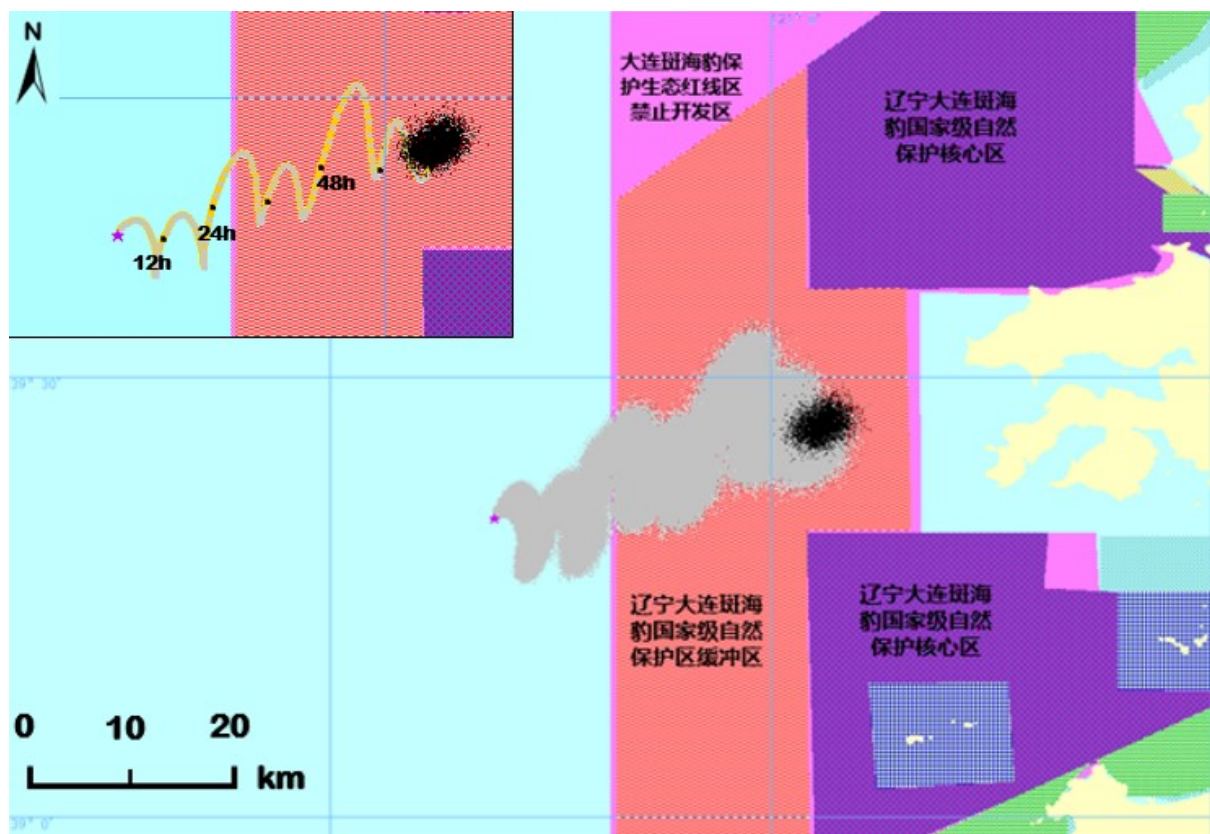 N
12h
24h
48h
大连斑海豹保
护生态红线区
禁止开发区
辽宁大连斑海
豹国家级自然
保护核心区
39° 30'
辽宁大连斑海
豹国家级自然
保护区缓冲区
辽宁大连斑海
豹国家级自然
保护核心区
0 10 20
km
39° 0'